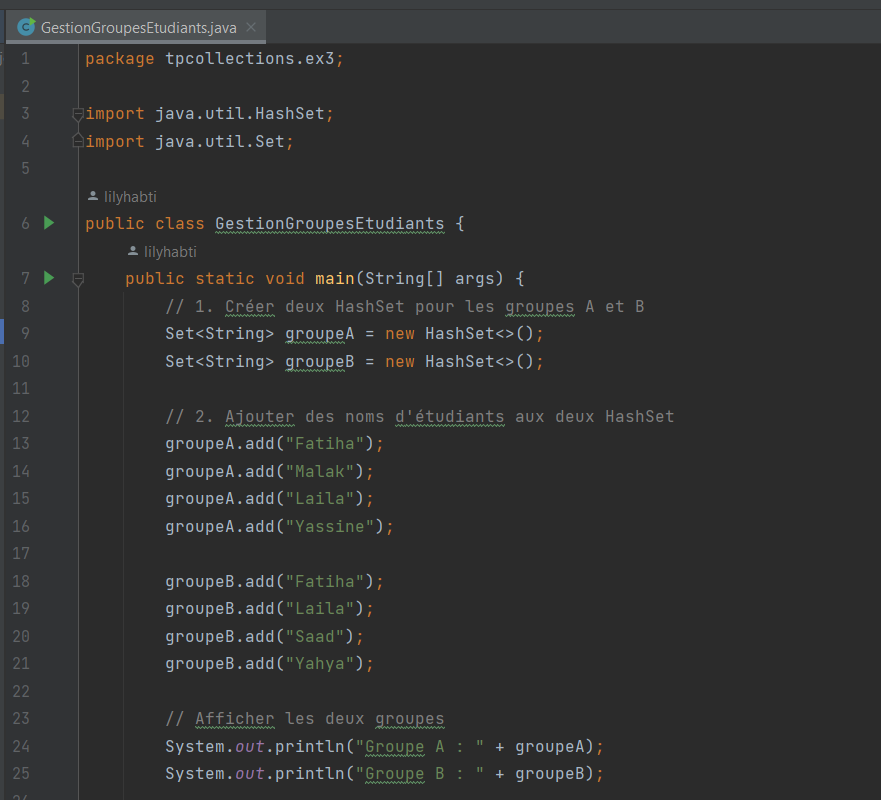 GestionGroupesEtudiants.java
1 package tpcollections.ex3;
2
3 import java.util.HashSet;
4 import java.util.Set;
5
lilyhabti
6 public class GestionGroupesEtudiants {
lilyhabti
7 public static void main(String[] args) {
8 // 1. Créer deux HashSet pour les groupes A et B
9 Set<String> groupeA = new HashSet<>();
10 Set<String> groupeB = new HashSet<>();
11
12 // 2. Ajouter des noms d'étudiants aux deux HashSet
13 groupeA.add("Fatiha");
14 groupeA.add("Malak");
15 groupeA.add("Laila");
16 groupeA.add("Yassine");
17
18 groupeB.add("Fatiha");
19 groupeB.add("Laila");
20 groupeB.add("Saad");
21 groupeB.add("Yahya");
22
23 // Afficher les deux groupes
24 System.out.println("Groupe A : " + groupeA);
25 System.out.println("Groupe B : " + groupeB);